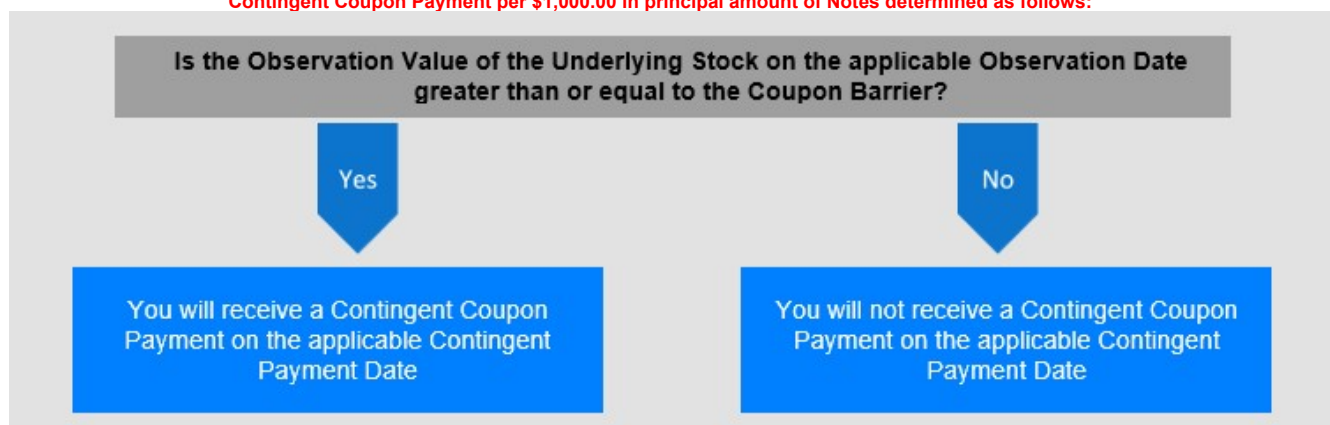 Contingent Coupon Payment per $1,000.00 in principal amount of Notes determined as follows:
Is the Observation Value of the Underlying Stock on the applicable Observation Date
greater than or equal to the Coupon Barrier?
Yes
No
You will receive a Contingent Coupon
Payment on the applicable Contingent
Payment Date
You will not receive a Contingent Coupon
Payment on the applicable Contingent
Payment Date